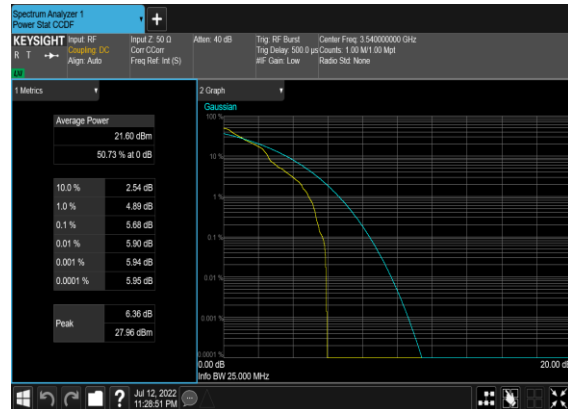 Spectrum Analyzer 1
Power Stat CCDF
KEYSIGHT
R T
LXI
Input: RF
Coupling: DC
Align: Auto
Input Z: 50 Ω
Corr CCorr
Freq Ref: Int (S)
Atten: 40 dB
Trig: RF Burst
Trig Delay: 500.0 µs
#IF Gain: Low
Center Freq: 3.540000000 GHz
Counts: 1.00 M/1.00 Mpt
Radio Std: None
1 Metrics
Average Power
21.60 dBm
50.73 % at 0 dB
10.0 % 2.54 dB
1.0 % 4.89 dB
0.1 % 5.68 dB
0.01 % 5.90 dB
0.001 % 5.94 dB
0.0001 % 5.95 dB
Peak
6.36 dB
27.96 dBm
2 Graph
Gaussian
100 %
10 %
1 %
0.1 %
0.01 %
0.001 %
0.0001 %
0.00 dB
20.00 dB
Info BW 25.000 MHz
?
Jul 12, 2022
11:28:51 PM